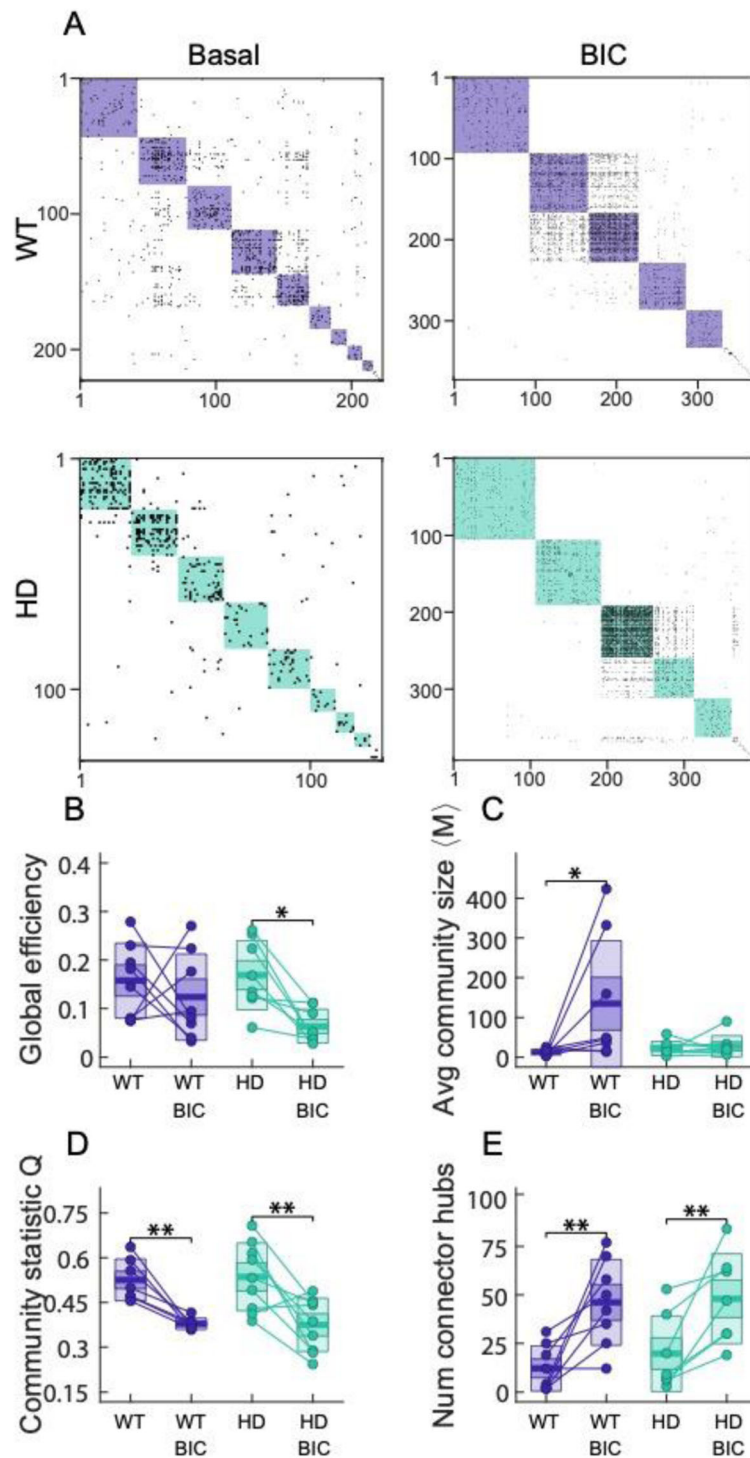 A
Basal
BIC
WT
1
100
200
1
100
200
1
100
200
300
1
100
200
300
HD
1
100
1
100
1
100
200
300
1
100
200
300
B
Global efficiency
0.4
0.3
0.2
0.1
0
*
WT
WT
BIC
HD
HD
BIC
C
Avg community size ⟨M⟩
400
300
200
100
0
*
WT
WT
BIC
HD
HD
BIC
D
Community statistic Q
0.75
0.6
0.45
0.3
0.15
**
**
WT
WT
BIC
HD
HD
BIC
E
Num connector hubs
100
75
50
25
0
**
**
WT
WT
BIC
HD
HD
BIC